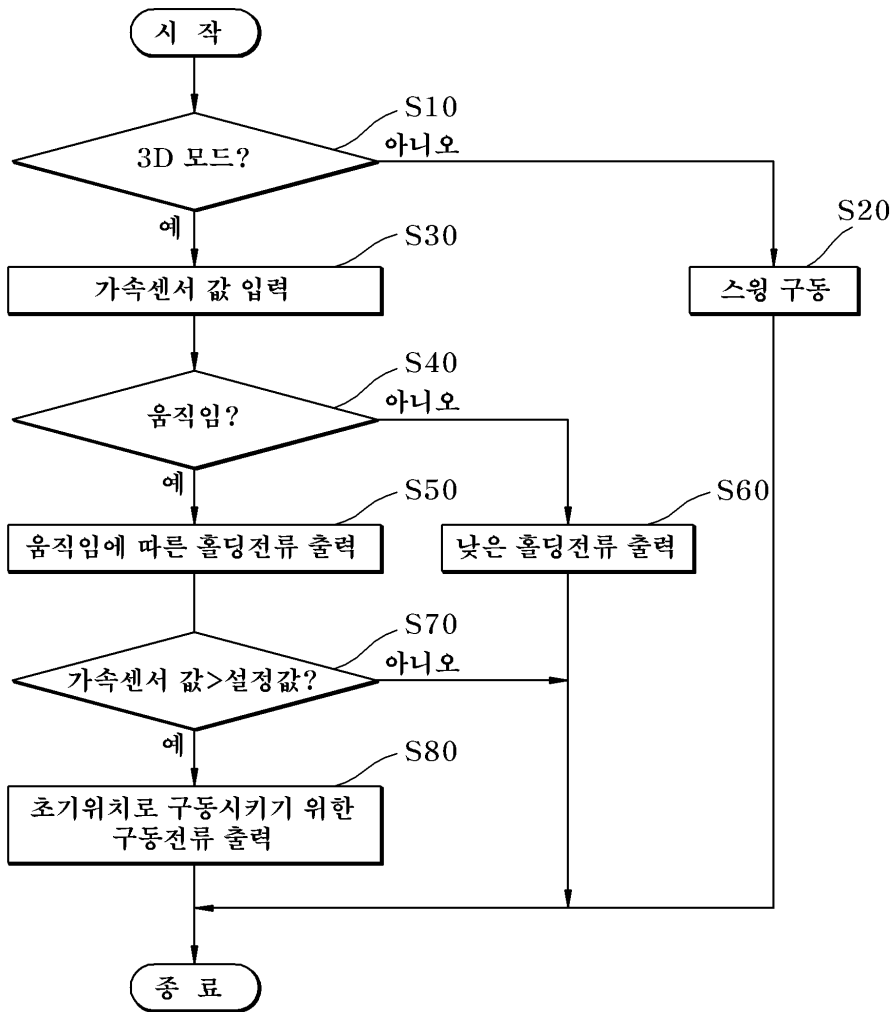 시 작
S10
3D 모드?
아니오
예
S20
S30
가속센서 값 입력
스윙 구동
S40
움직임?
아니오
예
S50
S60
움직임에 따른 홀딩전류 출력
낮은 홀딩전류 출력
S70
가속센서 값>설정값?
아니오
예
S80
초기위치로 구동시키기 위한
구동전류 출력
종 료